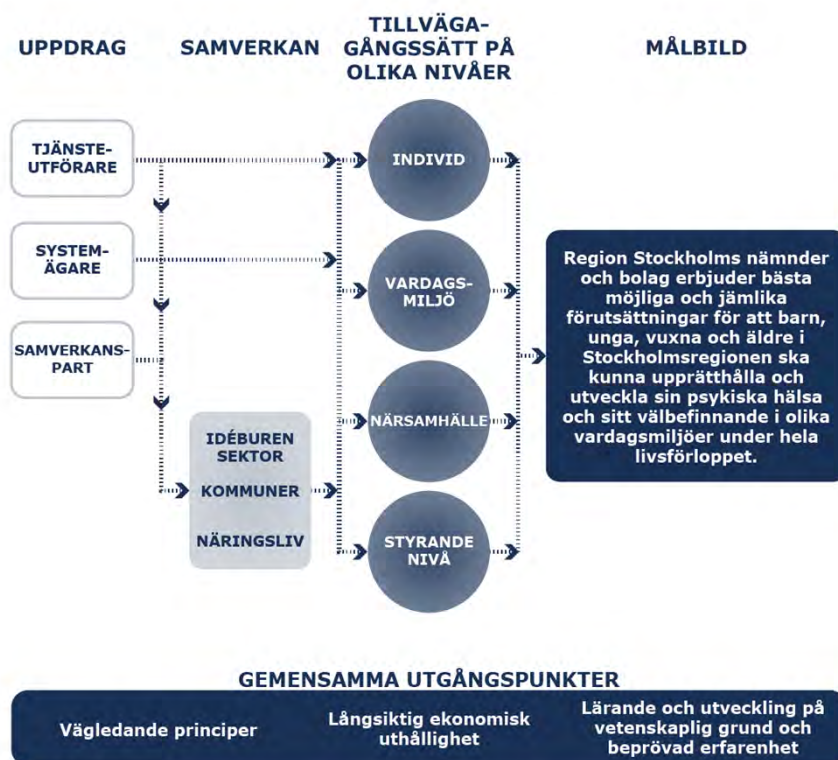 UPPDRAG
SAMVERKAN
TILLVÄGA-
GÅNGSSÄTT PÅ
OLIKA NIVÅER
MÅLBILD
TJÄNSTE-
UTFÖRARE
SYSTEM-
ÄGARE
SAMVERKANS-
PART
IDÉBUREN
SEKTOR
KOMMUNER
NÄRINGSLIV
INDIVID
VARDAGS-
MILJÖ
NÄRSAMHÄLLE
STYRANDE
NIVÅ
Region Stockholms nämnder
och bolag erbjuder bästa
möjliga och jämlika
förutsättningar för att barn,
unga, vuxna och äldre i
Stockholmsregionen ska
kunna upprätthålla och
utveckla sin psykiska hälsa
och sitt välbefinnande i olika
vardagsmiljöer under hela
livsförloppet.
GEMENSAMMA UTGÅNGSPUNKTER
Vägledande principer
Långsiktig ekonomisk
uthållighet
Lärande och utveckling på
vetenskaplig grund och
beprövad erfarenhet